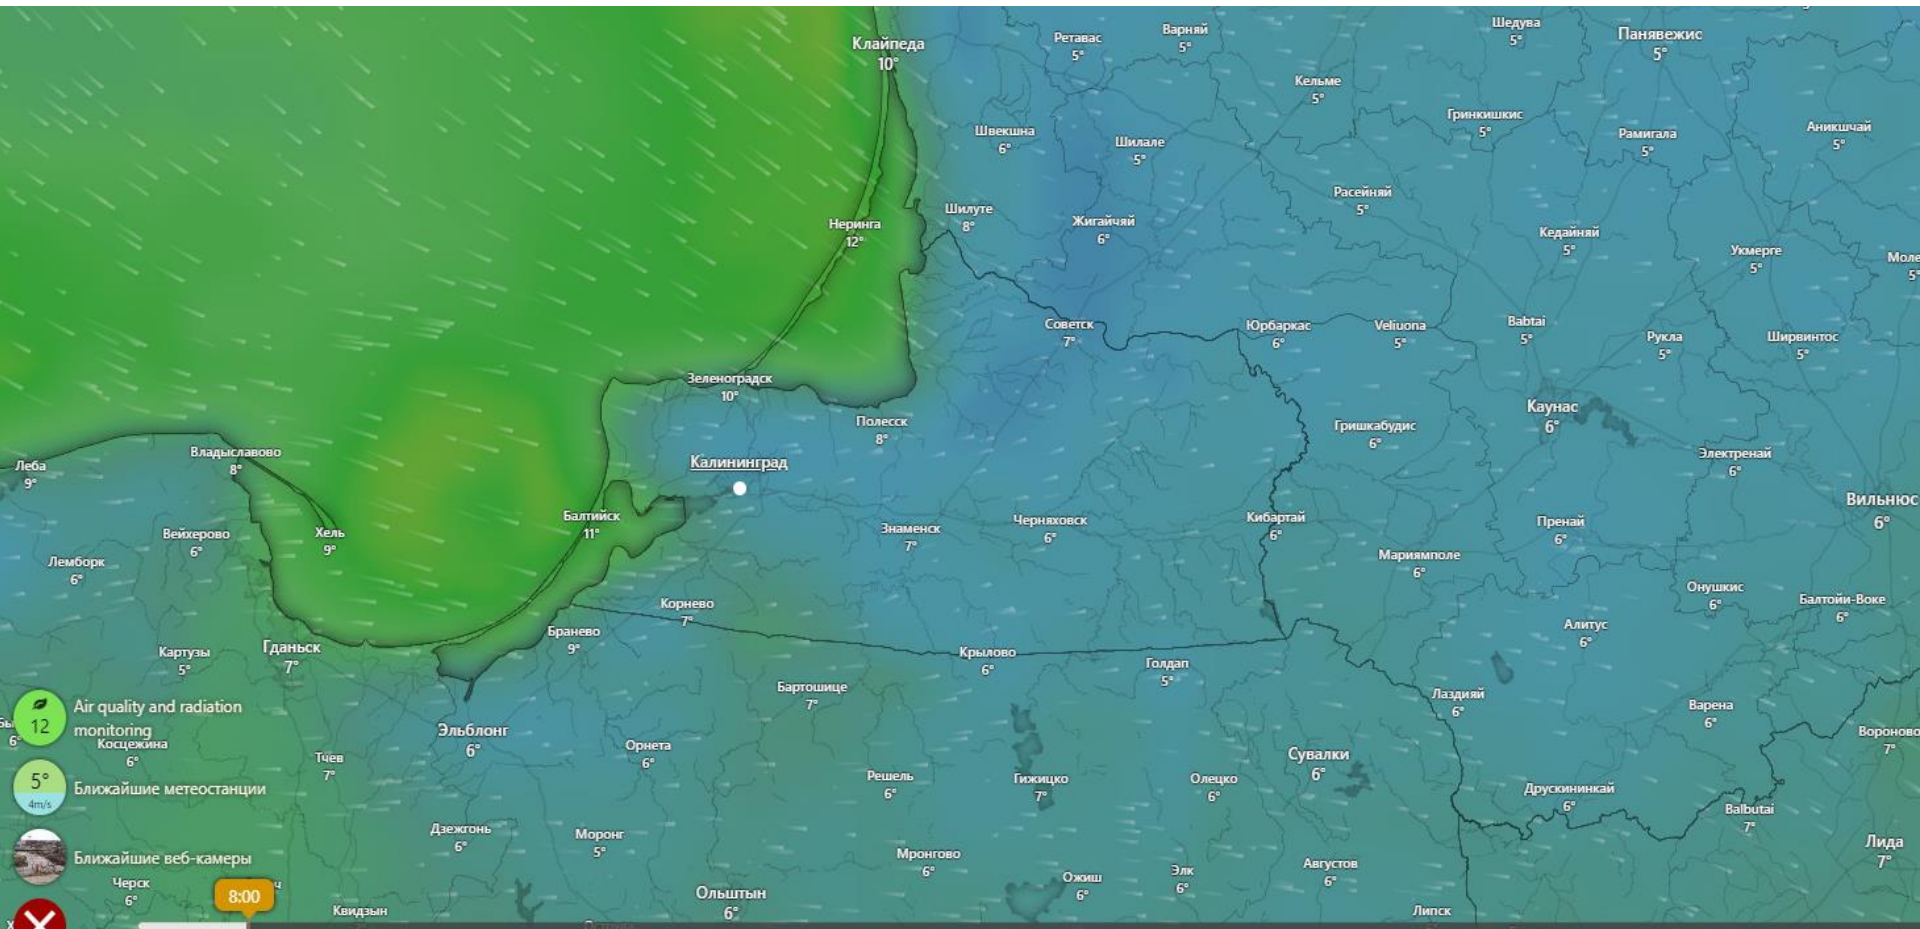 Клайпеда
10°
Ретавас
5°
Варняй
5°
Шедува
5°
Панявежис
5°
Кельме
5°
Гринкишкис
5°
Швекшна
6°
Шилале
5°
Рамигала
5°
Аникшчай
5°
Расейняй
5°
Неринга
12°
Шилуте
8°
Жигайчяй
6°
Кедайняй
5°
Укмерге
5°
Моле
5°
Советск
7°
Юрбаркас
6°
Veliuona
5°
Babtai
5°
Рукла
5°
Ширвинтос
5°
Зеленоградск
10°
Полесск
8°
Каунас
6°
Гришкабудис
6°
Владыславово
8°
Леба
9°
Калининград
Электренай
6°
Вильнюс
6°
Балтийск
11°
Хель
9°
Вейхерово
6°
Знаменск
7°
Черняховск
6°
Кибартай
6°
Пренай
6°
Лемборк
6°
Мариямполе
6°
Онушкис
6°
Балтойи-Воке
6°
Корнево
7°
Бранево
9°
Алитус
6°
Картузы
5°
Гданьск
7°
Крылово
6°
Голдап
5°
Бартошице
7°
Лаздияй
6°
Варена
6°
12
Air quality and radiation
monitoring
Бы
6°
Косцежина
6°
Эльблонг
6°
Орнета
6°
Вороново
7°
Тчев
7°
Сувалки
6°
5°
4m/s
Ближайшие метеостанции
Решель
6°
Гижицко
7°
Олецко
6°
Друскининкай
6°
Balbutai
7°
Дзежгонь
6°
Моронг
5°
Лида
7°
Ближайшие веб-камеры
Мронгово
6°
Ожиш
6°
Элк
6°
Августов
6°
Черск
6°
ч
8:00
Ольштын
6°
Квидзын
Липск